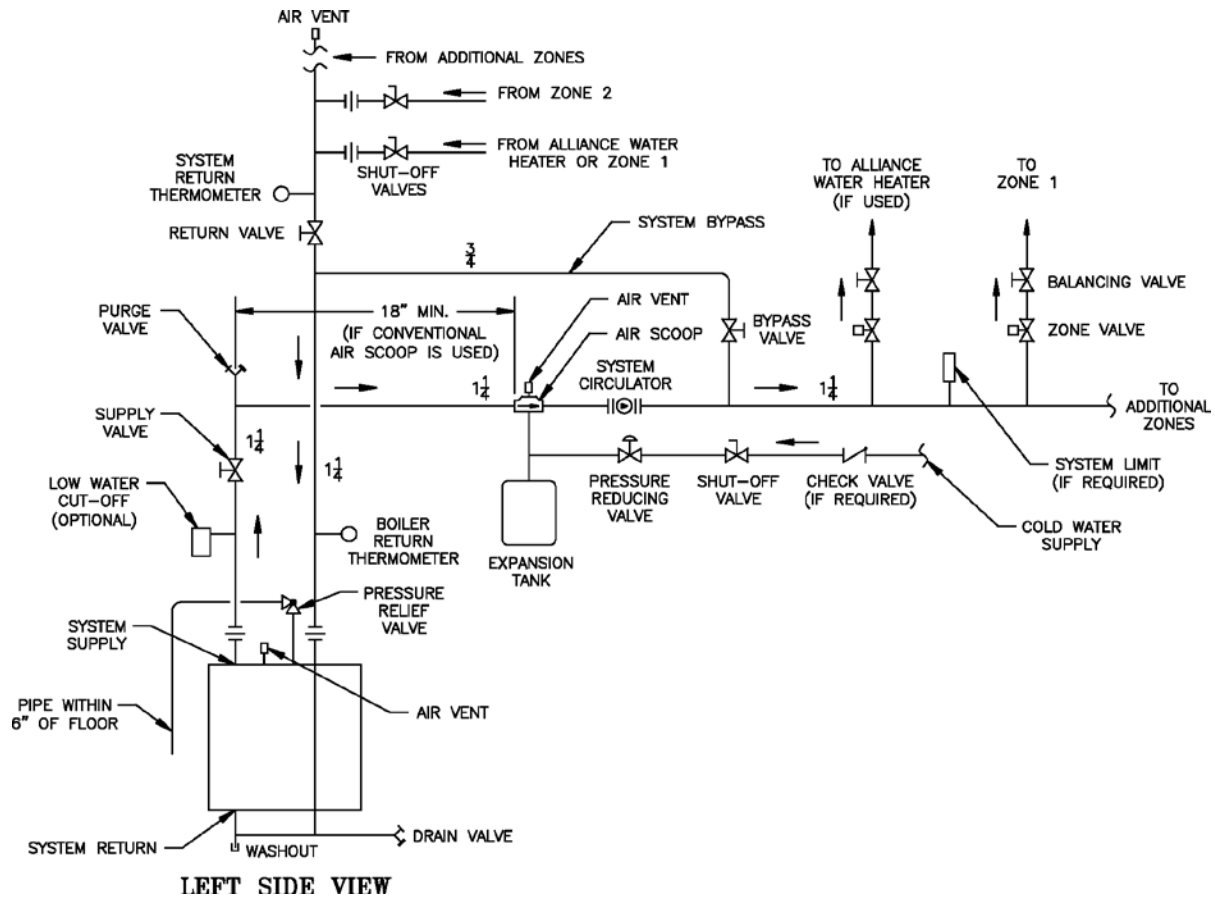 AIR VENT
FROM ADDITIONAL ZONES
FROM ZONE 2
FROM ALLIANCE WATER
HEATER OR ZONE 1
SHUT-OFF
VALVES
SYSTEM
RETURN
THERMOMETER
RETURN VALVE
TO ALLIANCE
WATER HEATER
(IF USED)
TO
ZONE 1
SYSTEM BYPASS
3/4
BALANCING VALVE
PURGE
VALVE
18" MIN.
(IF CONVENTIONAL
AIR SCOOP IS USED)
AIR VENT
AIR SCOOP
BYPASS
VALVE
ZONE VALVE
SYSTEM
CIRCULATOR
1 1/4
1 1/4
TO
ADDITIONAL
ZONES
SUPPLY
VALVE
1 1/4
1 1/4
LOW WATER
CUT-OFF
(OPTIONAL)
PRESSURE
REDUCING
VALVE
SHUT-OFF
VALVE
CHECK VALVE
(IF REQUIRED)
SYSTEM LIMIT
(IF REQUIRED)
COLD WATER
SUPPLY
BOILER
RETURN
THERMOMETER
EXPANSION
TANK
PRESSURE
RELIEF
VALVE
SYSTEM
SUPPLY
PIPE WITHIN
6" OF FLOOR
AIR VENT
SYSTEM RETURN
WASHOUT
DRAIN VALVE
LEFT SIDE VIEW